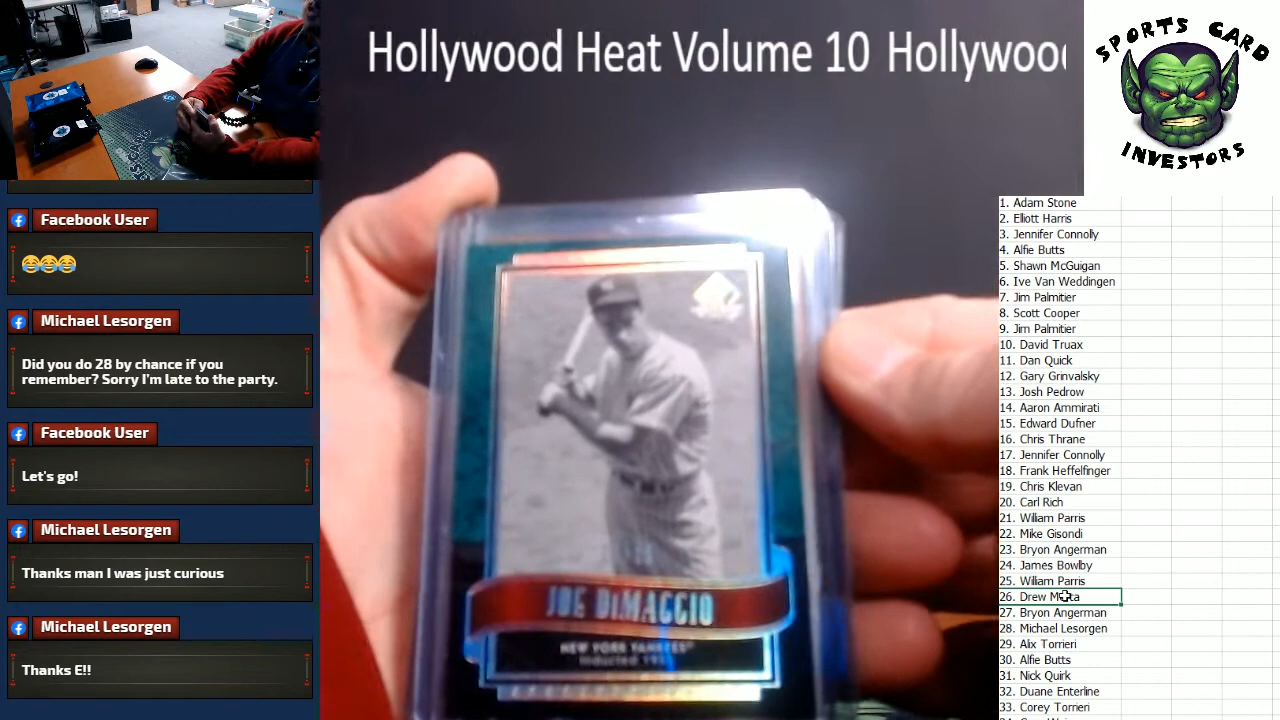 Hollywood Heat Volume 10 Hollywoo
SPORTS CARD
INVESTORS
Facebook User
😂😂😂
Michael Lesorgen
Did you do 28 by chance if you
remember? Sorry I'm late to the party.
Facebook User
Let's go!
Michael Lesorgen
Thanks man I was just curious
Michael Lesorgen
Thanks E!!
JOE DiMAGGIO
NEW YORK YANKEES
Inducted
1. Adam Stone
2. Elliott Harris
3. Jennifer Connolly
4. Alfie Butts
5. Shawn McGuigan
6. Ive Van Weddingen
7. Jim Palmitier
8. Scott Cooper
9. Jim Palmitier
10. David Truax
11. Dan Quick
12. Gary Grinvalsky
13. Josh Pedrow
14. Aaron Ammirati
15. Edward Dufner
16. Chris Thrane
17. Jennifer Connolly
18. Frank Heffelfinger
19. Chris Klevan
20. Carl Rich
21. Wiliam Parris
22. Mike Gisondi
23. Bryon Angerman
24. James Bowlby
25. Wiliam Parris
26. Drew
27. Bryon Angerman
28. Michael Lesorgen
29. Alix Torrieri
30. Alfie Butts
31. Nick Quirk
32. Duane Enterline
33. Corey Torrieri